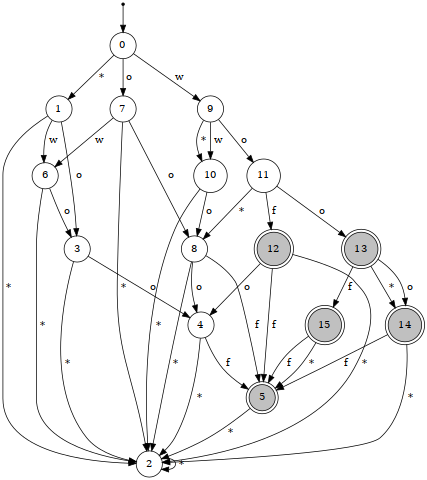 0
* o w
1 7 9
w w * w o
6 10 11
o o o o * f o
3 8 12 13
* o * * o f * o
4 15 14
* * * f f f f * f * *
5
*
2 *